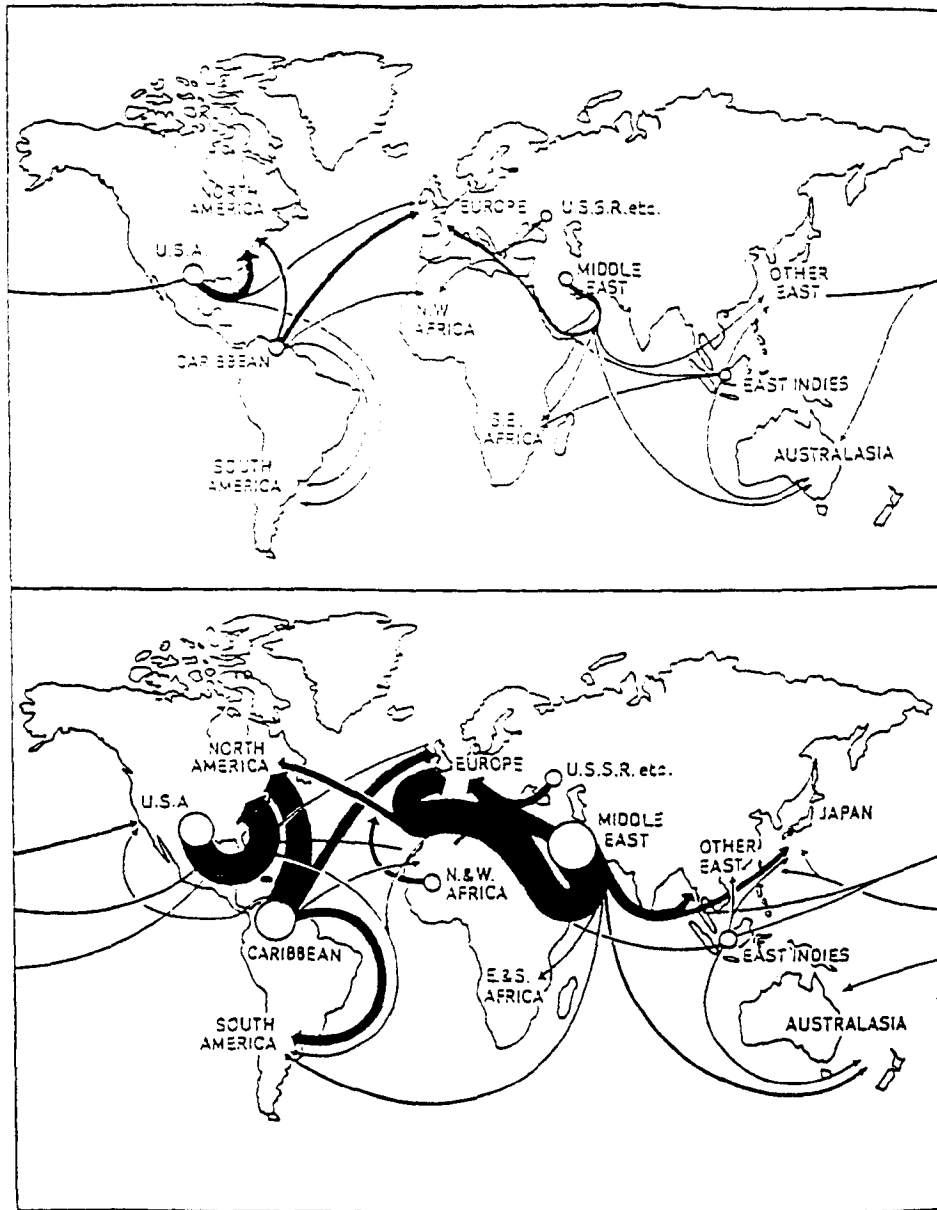 NORTH
AMERICA
EUROPE
U.S.S.R. etc.
U.S.A.
MIDDLE
EAST
OTHER
EAST
N.W.
AFRICA
CARIBBEAN
EAST INDIES
S.E.
AFRICA
AUSTRALASIA
SOUTH
AMERICA
NORTH
AMERICA
EUROPE
U.S.S.R. etc.
U.S.A
MIDDLE
EAST
JAPAN
OTHER
EAST
N.&W.
AFRICA
CARIBBEAN
EAST INDIES
E.&S.
AFRICA
SOUTH
AMERICA
AUSTRALASIA